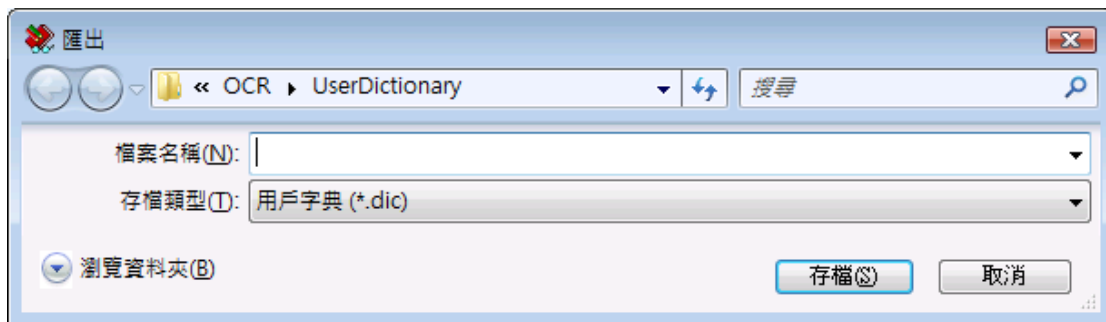 匯出
« OCR ▸ UserDictionary 搜尋
檔案名稱(N):
存檔類型(T): 用戶字典 (*.dic)
瀏覽資料夾(B) 存檔(S) 取消